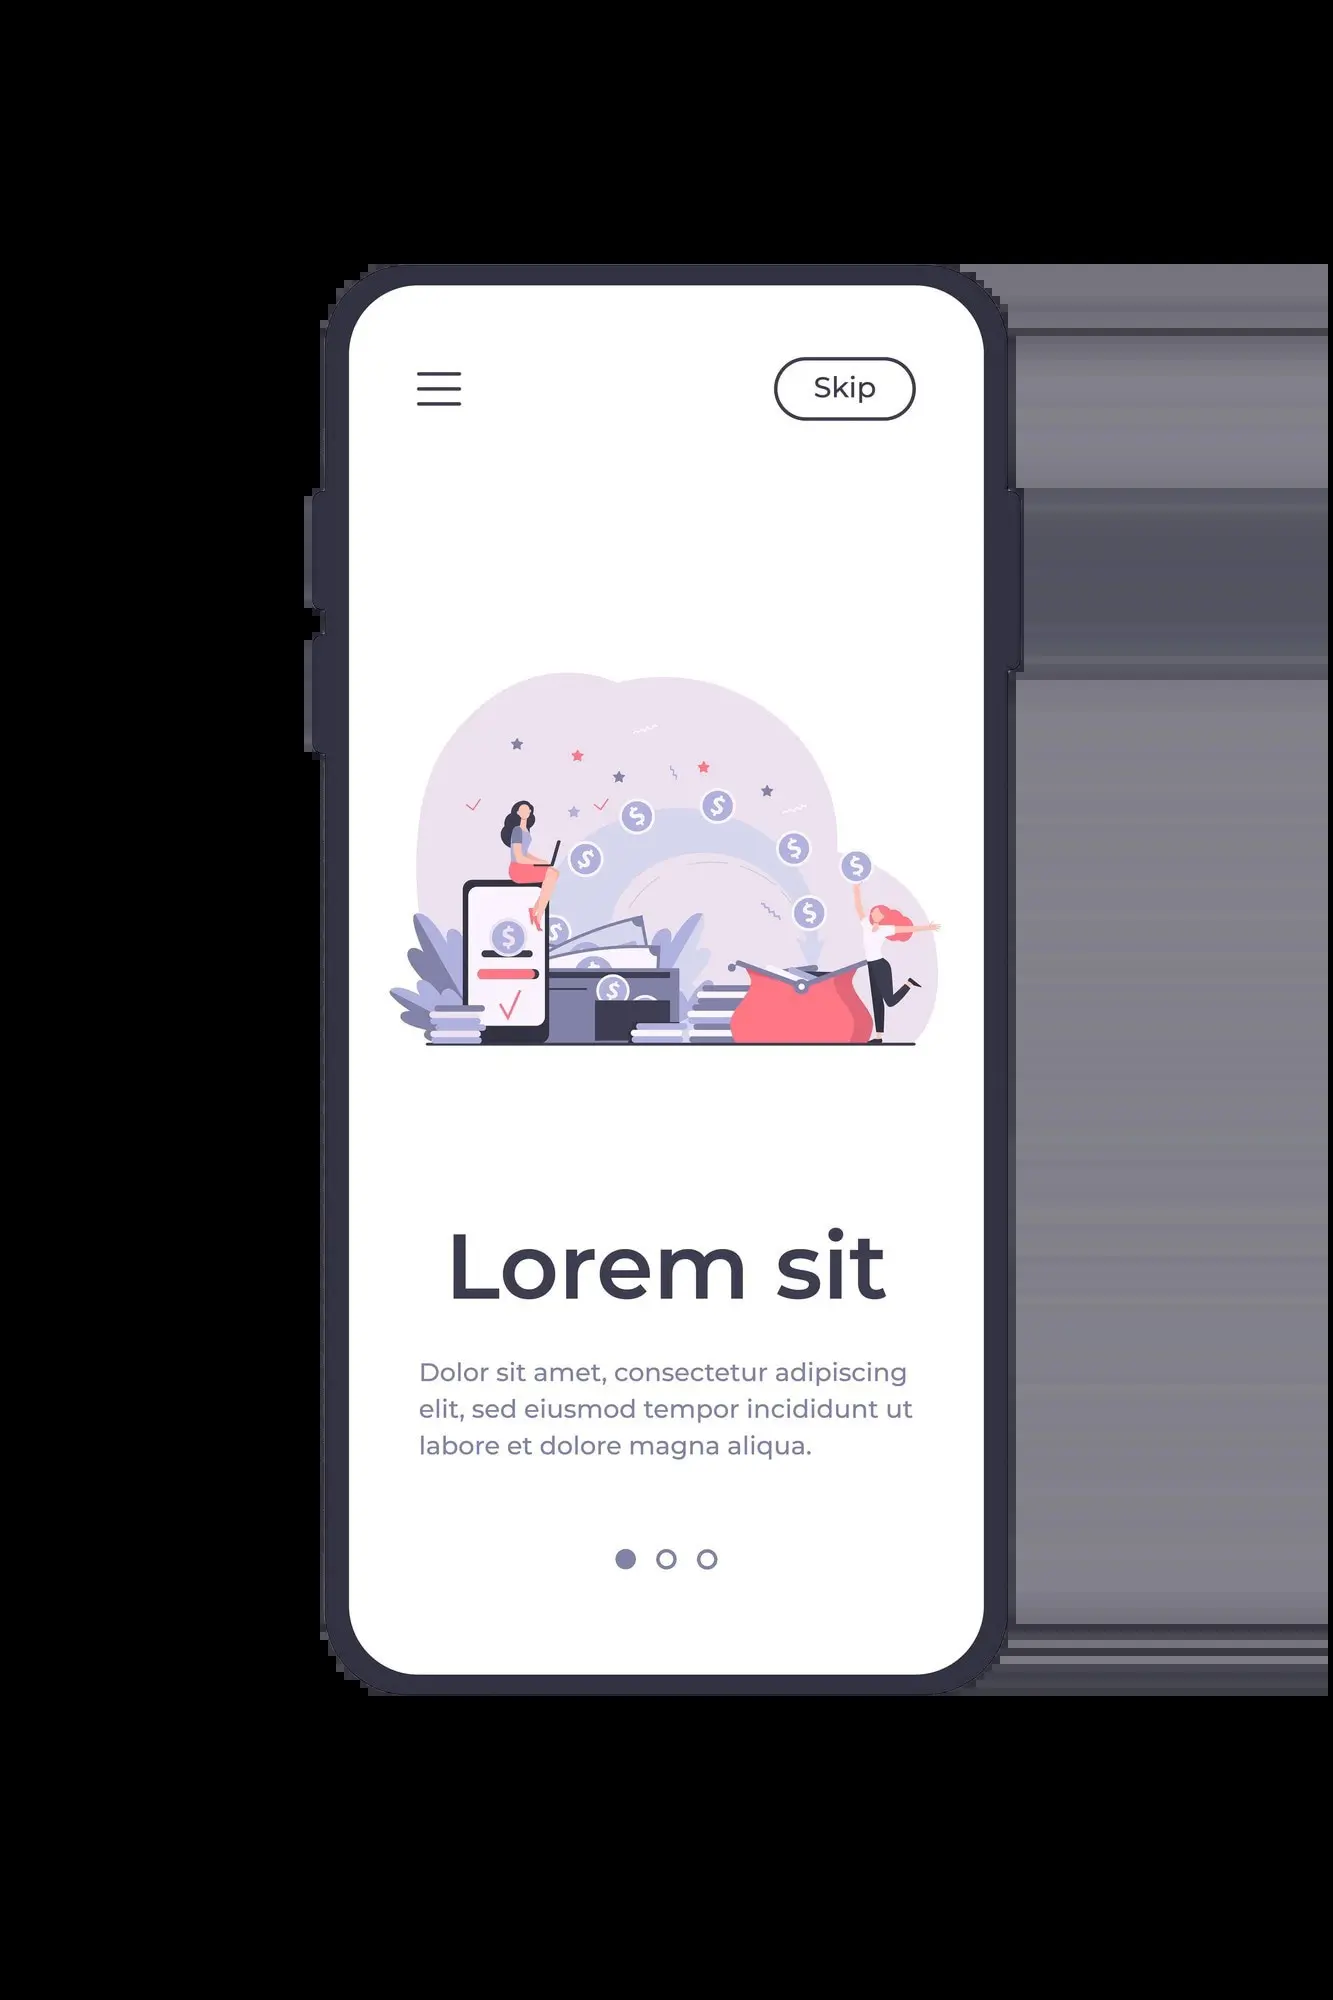 Skip
$ $
$ $
$ $
$
$ $
$
Lorem sit
Dolor sit amet, consectetur adipiscing
elit, sed eiusmod tempor incididunt ut
labore et dolore magna aliqua.